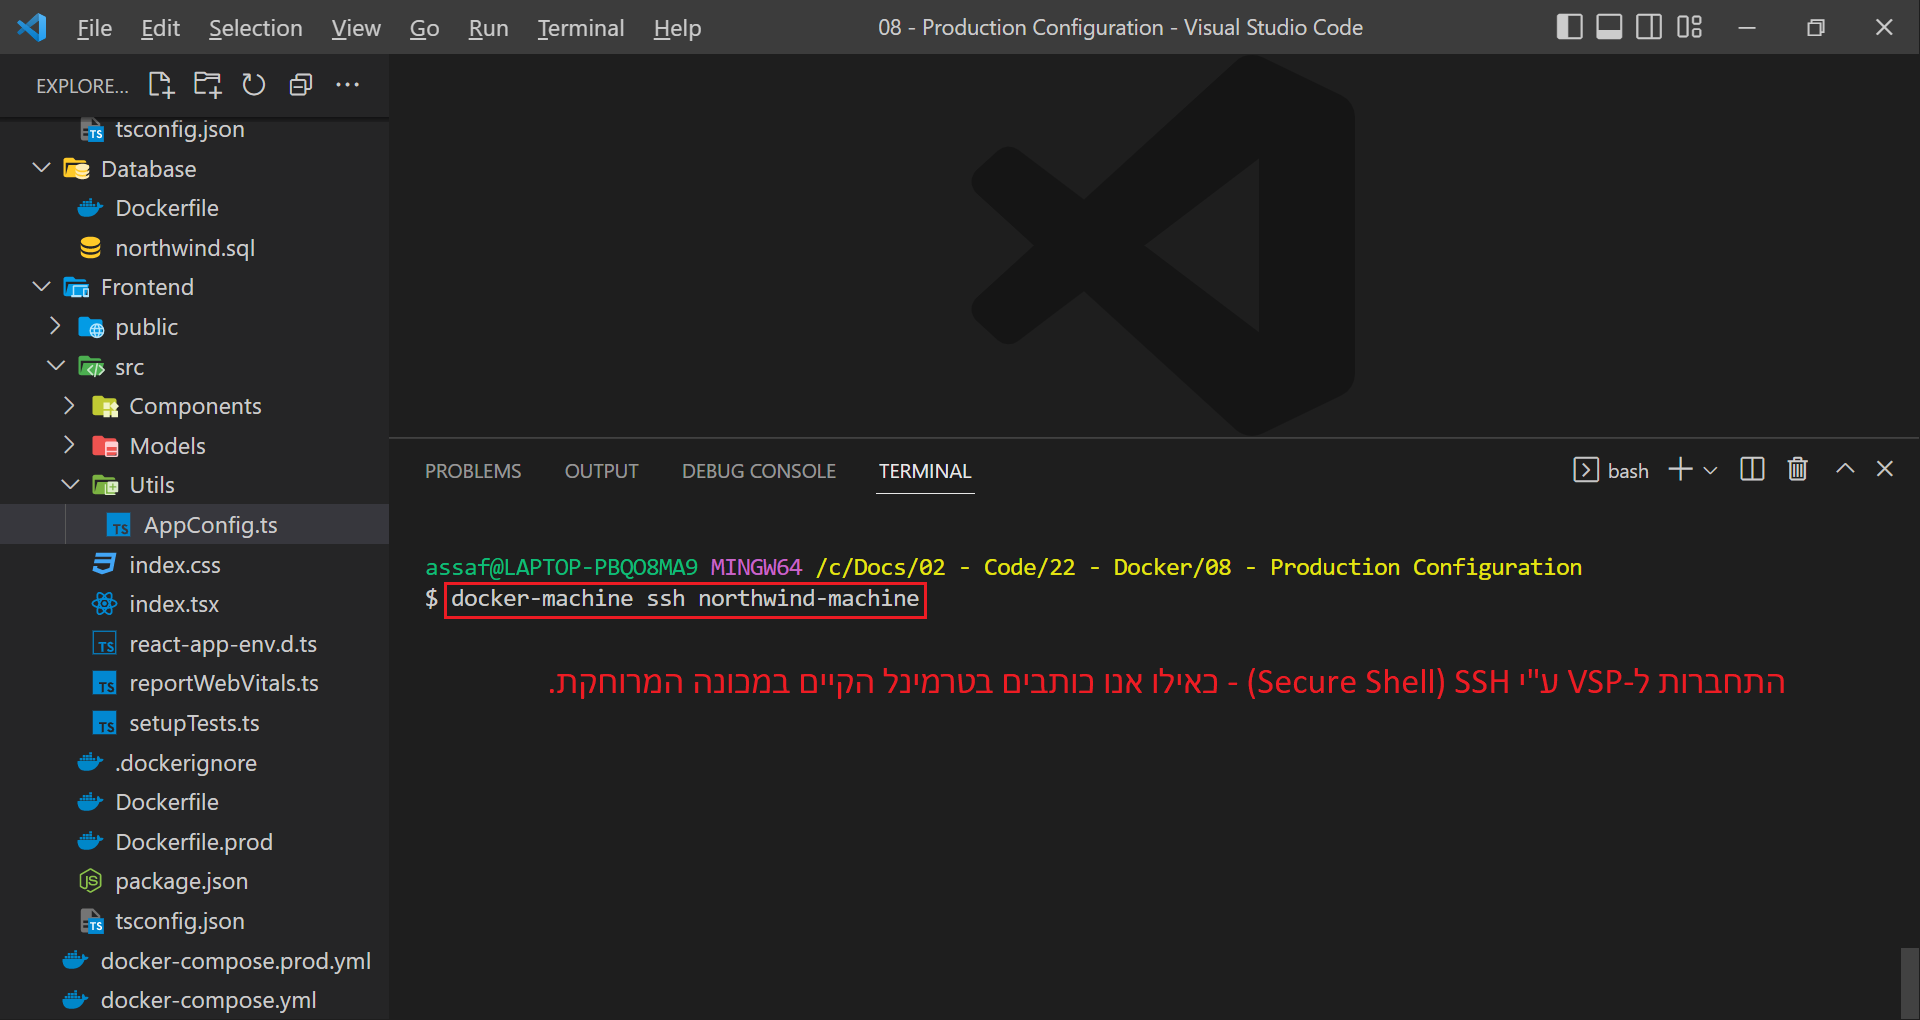 File Edit Selection View Go Run Terminal Help
08 - Production Configuration - Visual Studio Code
EXPLORE...
tsconfig.json
Database
Dockerfile
northwind.sql
Frontend
public
src
Components
Models
Utils
AppConfig.ts
index.css
index.tsx
react-app-env.d.ts
reportWebVitals.ts
setupTests.ts
.dockerignore
Dockerfile
Dockerfile.prod
package.json
tsconfig.json
docker-compose.prod.yml
docker-compose.yml
PROBLEMS OUTPUT DEBUG CONSOLE TERMINAL
bash
assaf@LAPTOP-PBQO8MA9 MINGW64 /c/Docs/02 - Code/22 - Docker/08 - Production Configuration
$ docker-machine ssh northwind-machine
התחברות ל-VSP ע"י SSH (Secure Shell) - כאילו אנו כותבים בטרמינל הקיים במכונה המרוחקת.